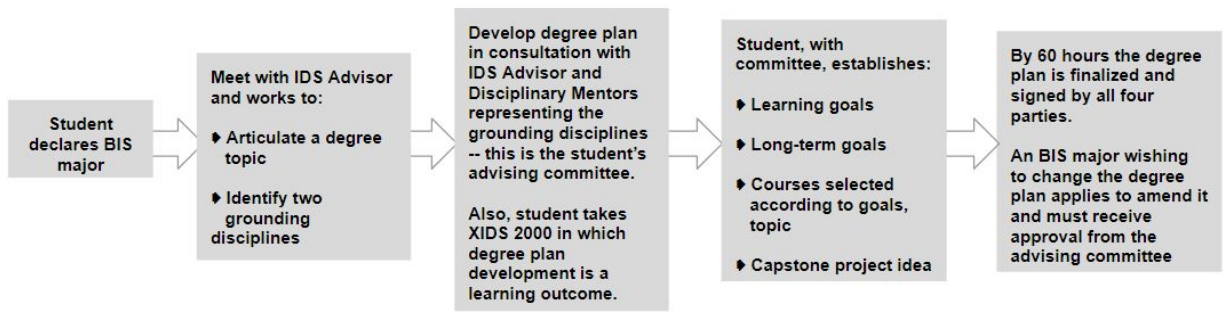 Student
declares BIS
major
Meet with IDS Advisor
and works to:
❥ Articulate a degree
topic
❥ Identify two
grounding
disciplines
Develop degree plan
in consultation with
IDS Advisor and
Disciplinary Mentors
representing the
grounding disciplines
-- this is the student's
advising committee.
Also, student takes
XIDS 2000 in which
degree plan
development is a
learning outcome.
Student, with
committee, establishes:
❥ Learning goals
❥ Long-term goals
❥ Courses selected
according to goals,
topic
❥ Capstone project idea
By 60 hours the degree
plan is finalized and
signed by all four
parties.
An BIS major wishing
to change the degree
plan applies to amend it
and must receive
approval from the
advising committee